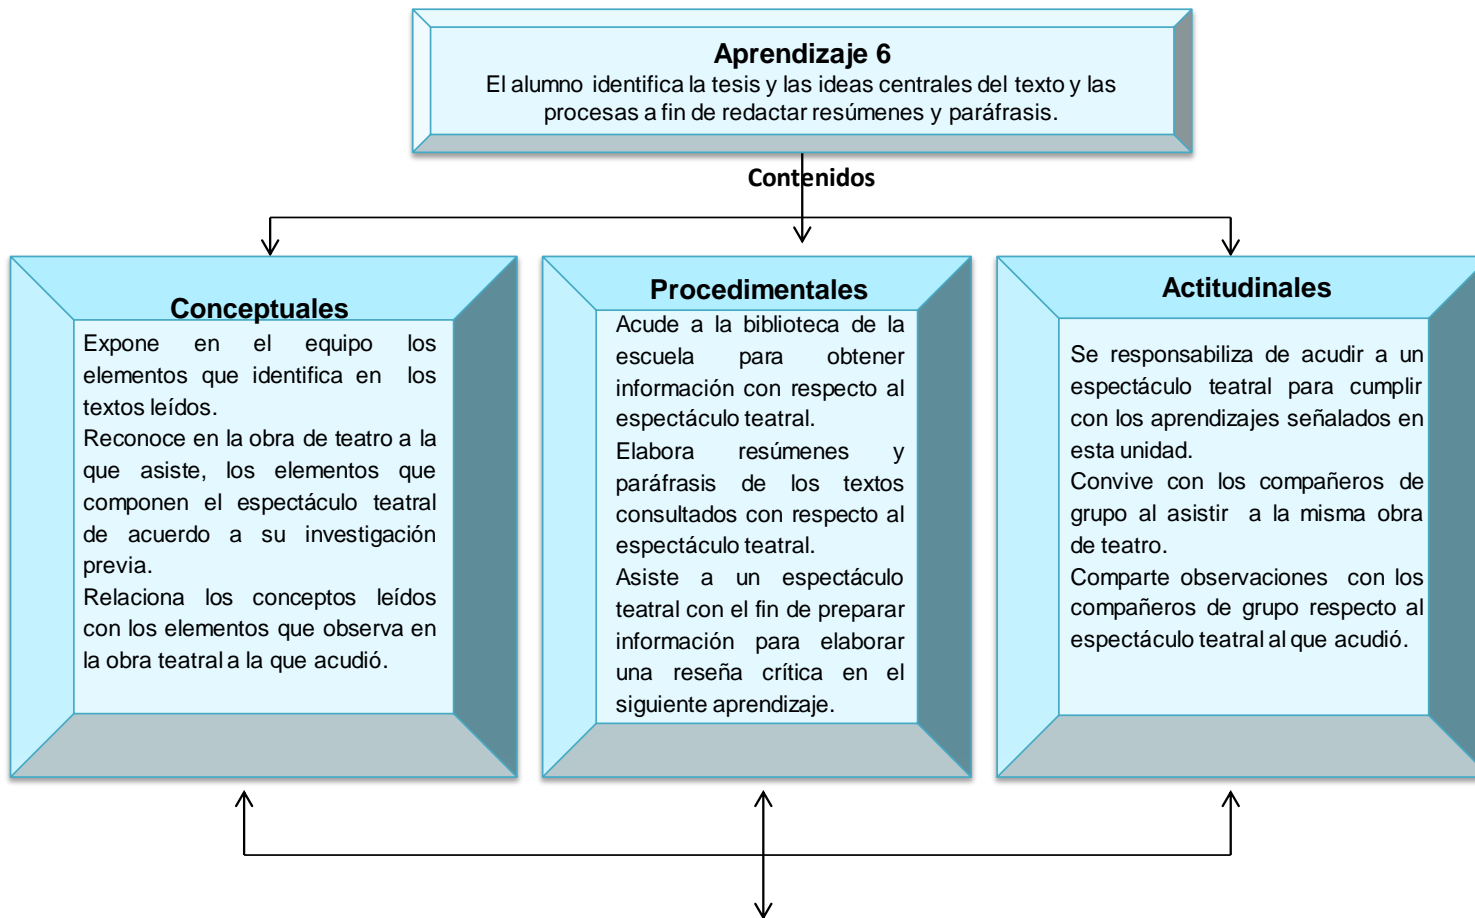 Aprendizaje 6
El alumno identifica la tesis y las ideas centrales del texto y las
procesas a fin de redactar resúmenes y paráfrasis.
Contenidos
Conceptuales
Expone en el equipo los
elementos que identifica en los
textos leídos.
Reconoce en la obra de teatro a la
que asiste, los elementos que
componen el espectáculo teatral
de acuerdo a su investigación
previa.
Relaciona los conceptos leídos
con los elementos que observa en
la obra teatral a la que acudió.
Procedimentales
Acude a la biblioteca de la
escuela para obtener
información con respecto al
espectáculo teatral.
Elabora resúmenes y
paráfrasis de los textos
consultados con respecto al
espectáculo teatral.
Asiste a un espectáculo
teatral con el fin de preparar
información para elaborar
una reseña crítica en el
siguiente aprendizaje.
Actitudinales
Se responsabiliza de acudir a un
espectáculo teatral para cumplir
con los aprendizajes señalados en
esta unidad.
Convive con los compañeros de
grupo al asistir a la misma obra
de teatro.
Comparte observaciones con los
compañeros de grupo respecto al
espectáculo teatral al que acudió.